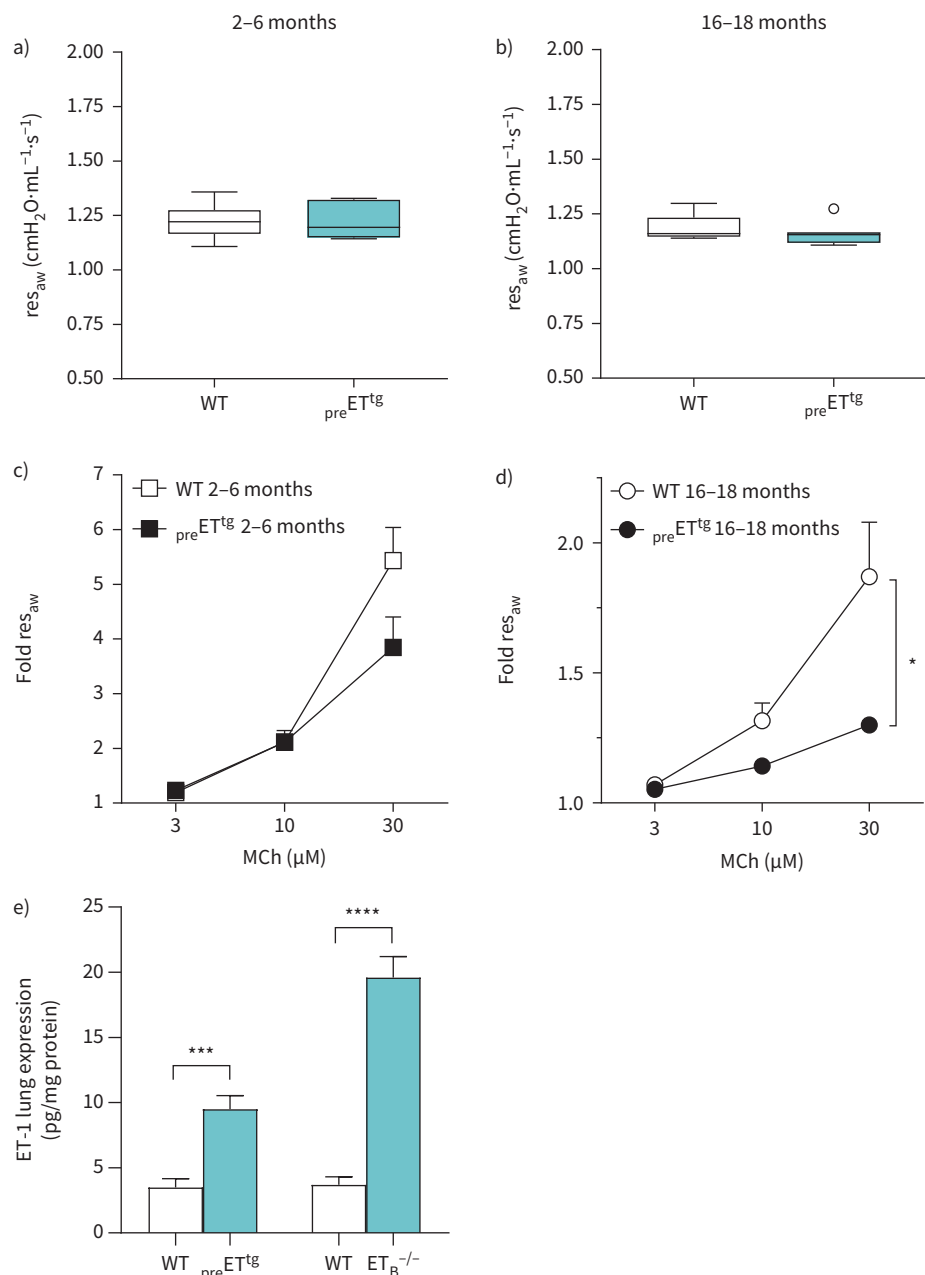 2–6 months
16–18 months
a)
2.00
1.75
1.50
1.25
1.00
0.75
0.50
res_aw (cmH₂O·mL⁻¹·s⁻¹)
WT
preETtg
b)
2.00
1.75
1.50
1.25
1.00
0.75
0.50
res_aw (cmH₂O·mL⁻¹·s⁻¹)
WT
preETtg
c)
7
6
5
4
3
2
1
Fold res_aw
WT 2–6 months
preETtg 2–6 months
3
10
30
MCh (µM)
d)
2.0
1.5
1.0
Fold res_aw
WT 16–18 months
preETtg 16–18 months
*
3
10
30
MCh (µM)
e)
25
20
15
10
5
0
ET-1 lung expression
(pg/mg protein)
***
****
WT
preETtg
WT
ET_B⁻/⁻